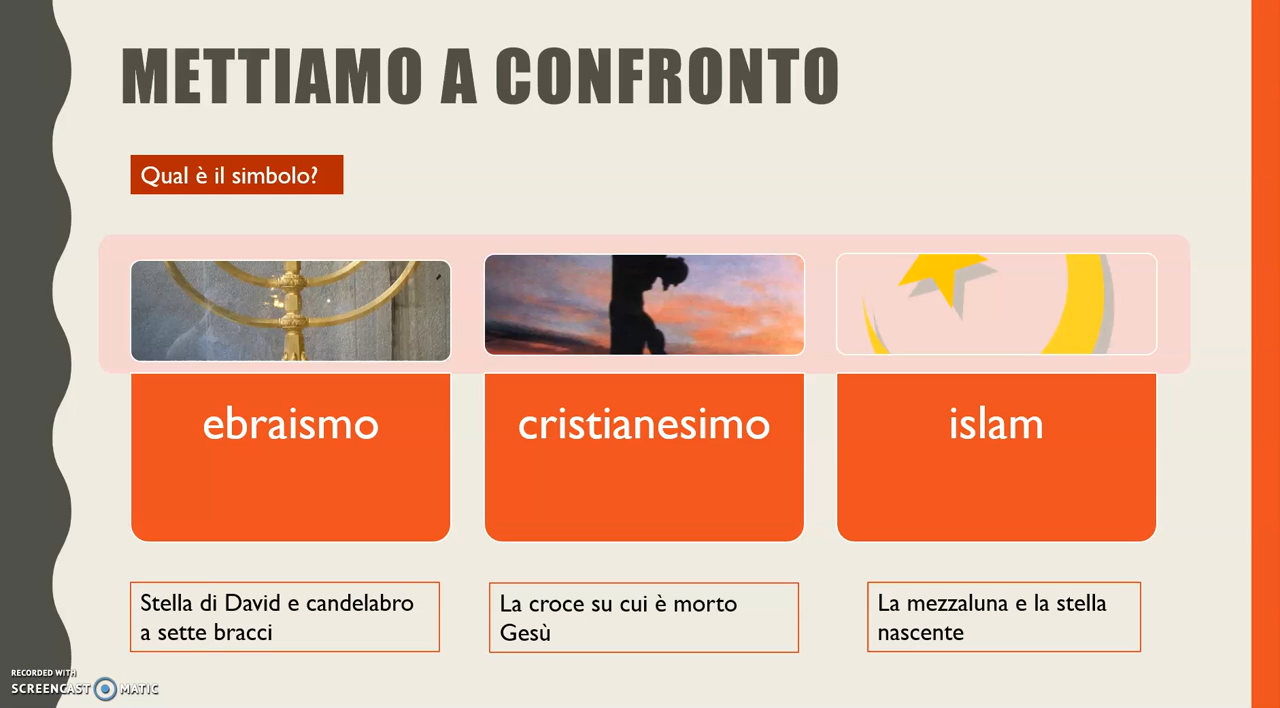 METTIAMO A CONFRONTO
Qual è il simbolo?
ebraismo
cristianesimo
islam
Stella di David e candelabro
a sette bracci
La croce su cui è morto
Gesù
La mezzaluna e la stella
nascente
RECORDED WITH
SCREENCAST MATIC